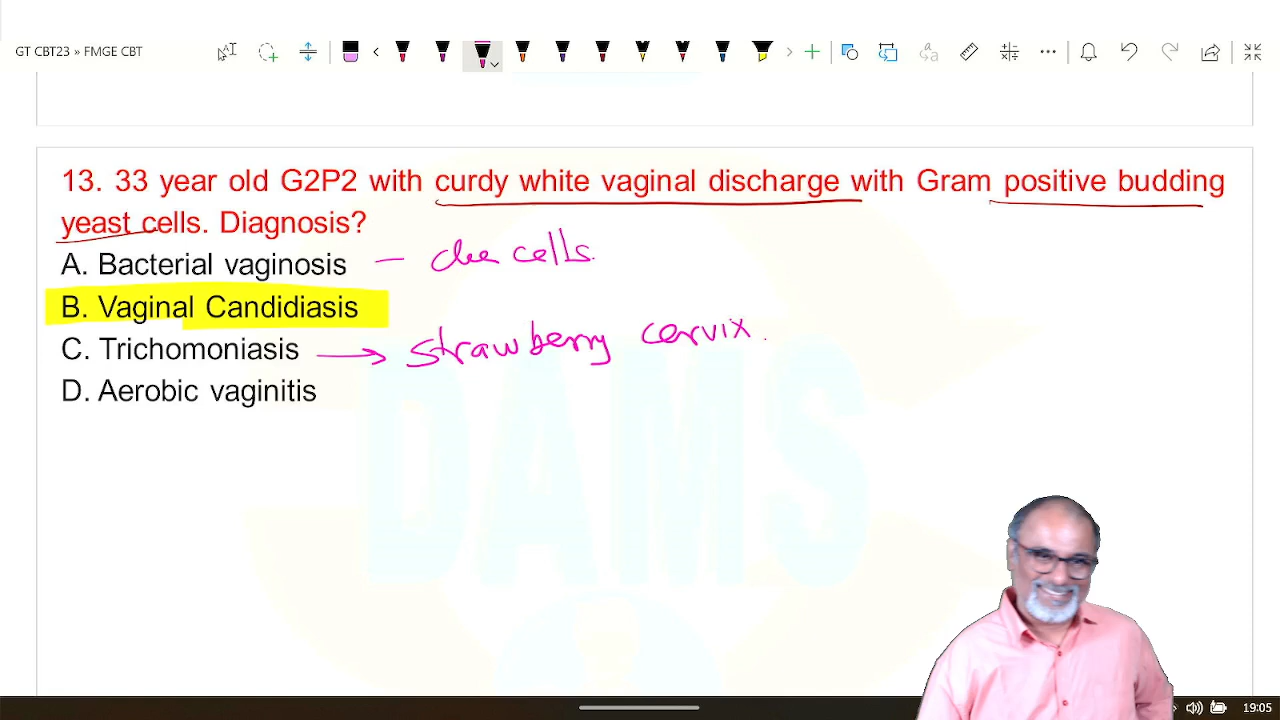 GT CBT23 » FMGE CBT
13. 33 year old G2P2 with curdy white vaginal discharge with Gram positive budding
yeast cells. Diagnosis?
A. Bacterial vaginosis — clue cells.
B. Vaginal Candidiasis
C. Trichomoniasis → strawberry cervix.
D. Aerobic vaginitis
DAMS
19:05